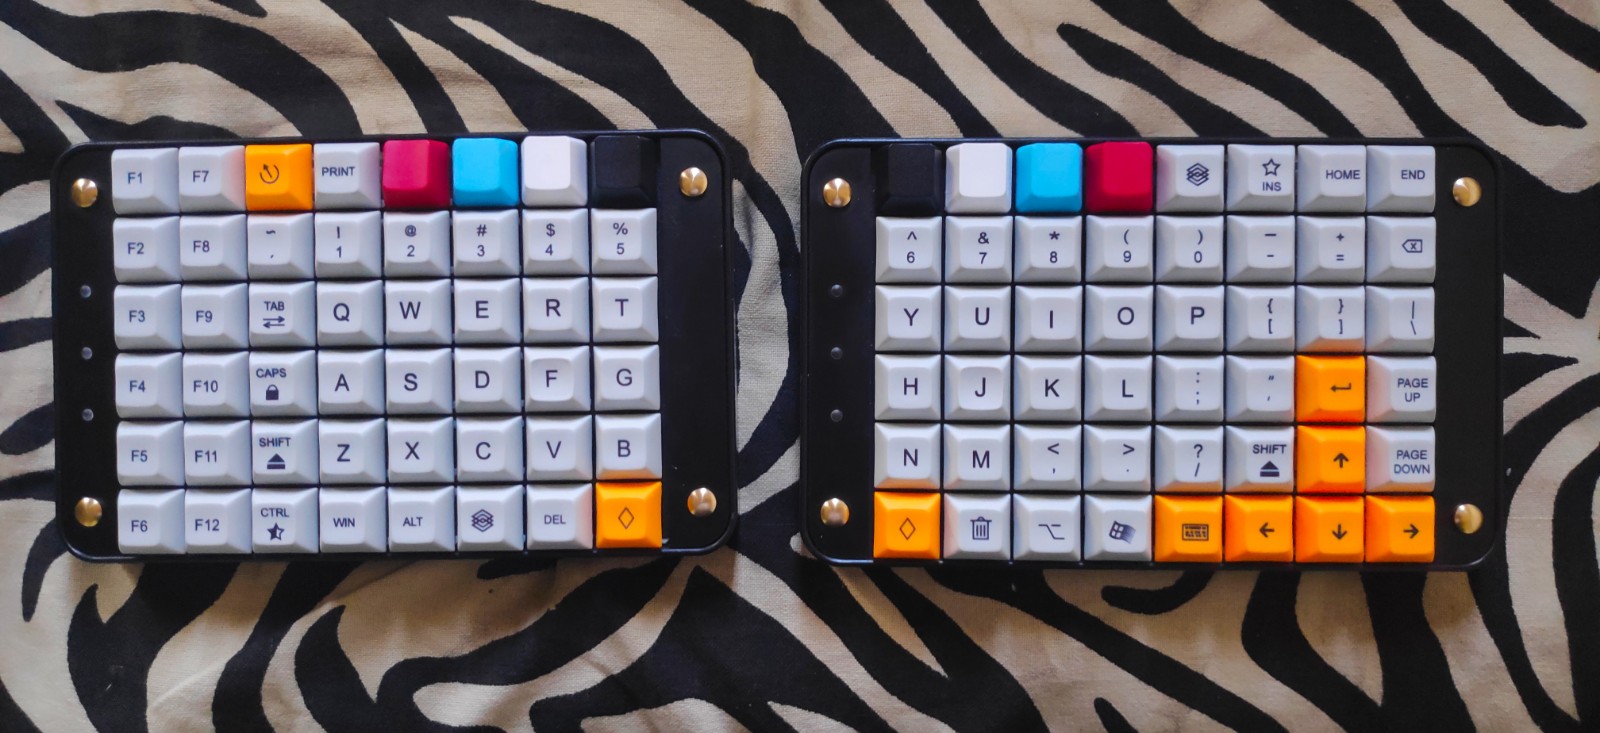 F1 F7 PRINT
F2 F8 ~ ! @ # $ %
1 2 3 4 5
F3 F9 TAB Q W E R T
F4 F10 CAPS A S D F G
F5 F11 SHIFT Z X C V B
F6 F12 CTRL WIN ALT DEL
INS HOME END
^ & * ( ) _ +
6 7 8 9 0 - =
Y U I O P { } |
[ ] \
H J K L : " PAGE UP
; '
N M < > ? SHIFT PAGE DOWN
, . /